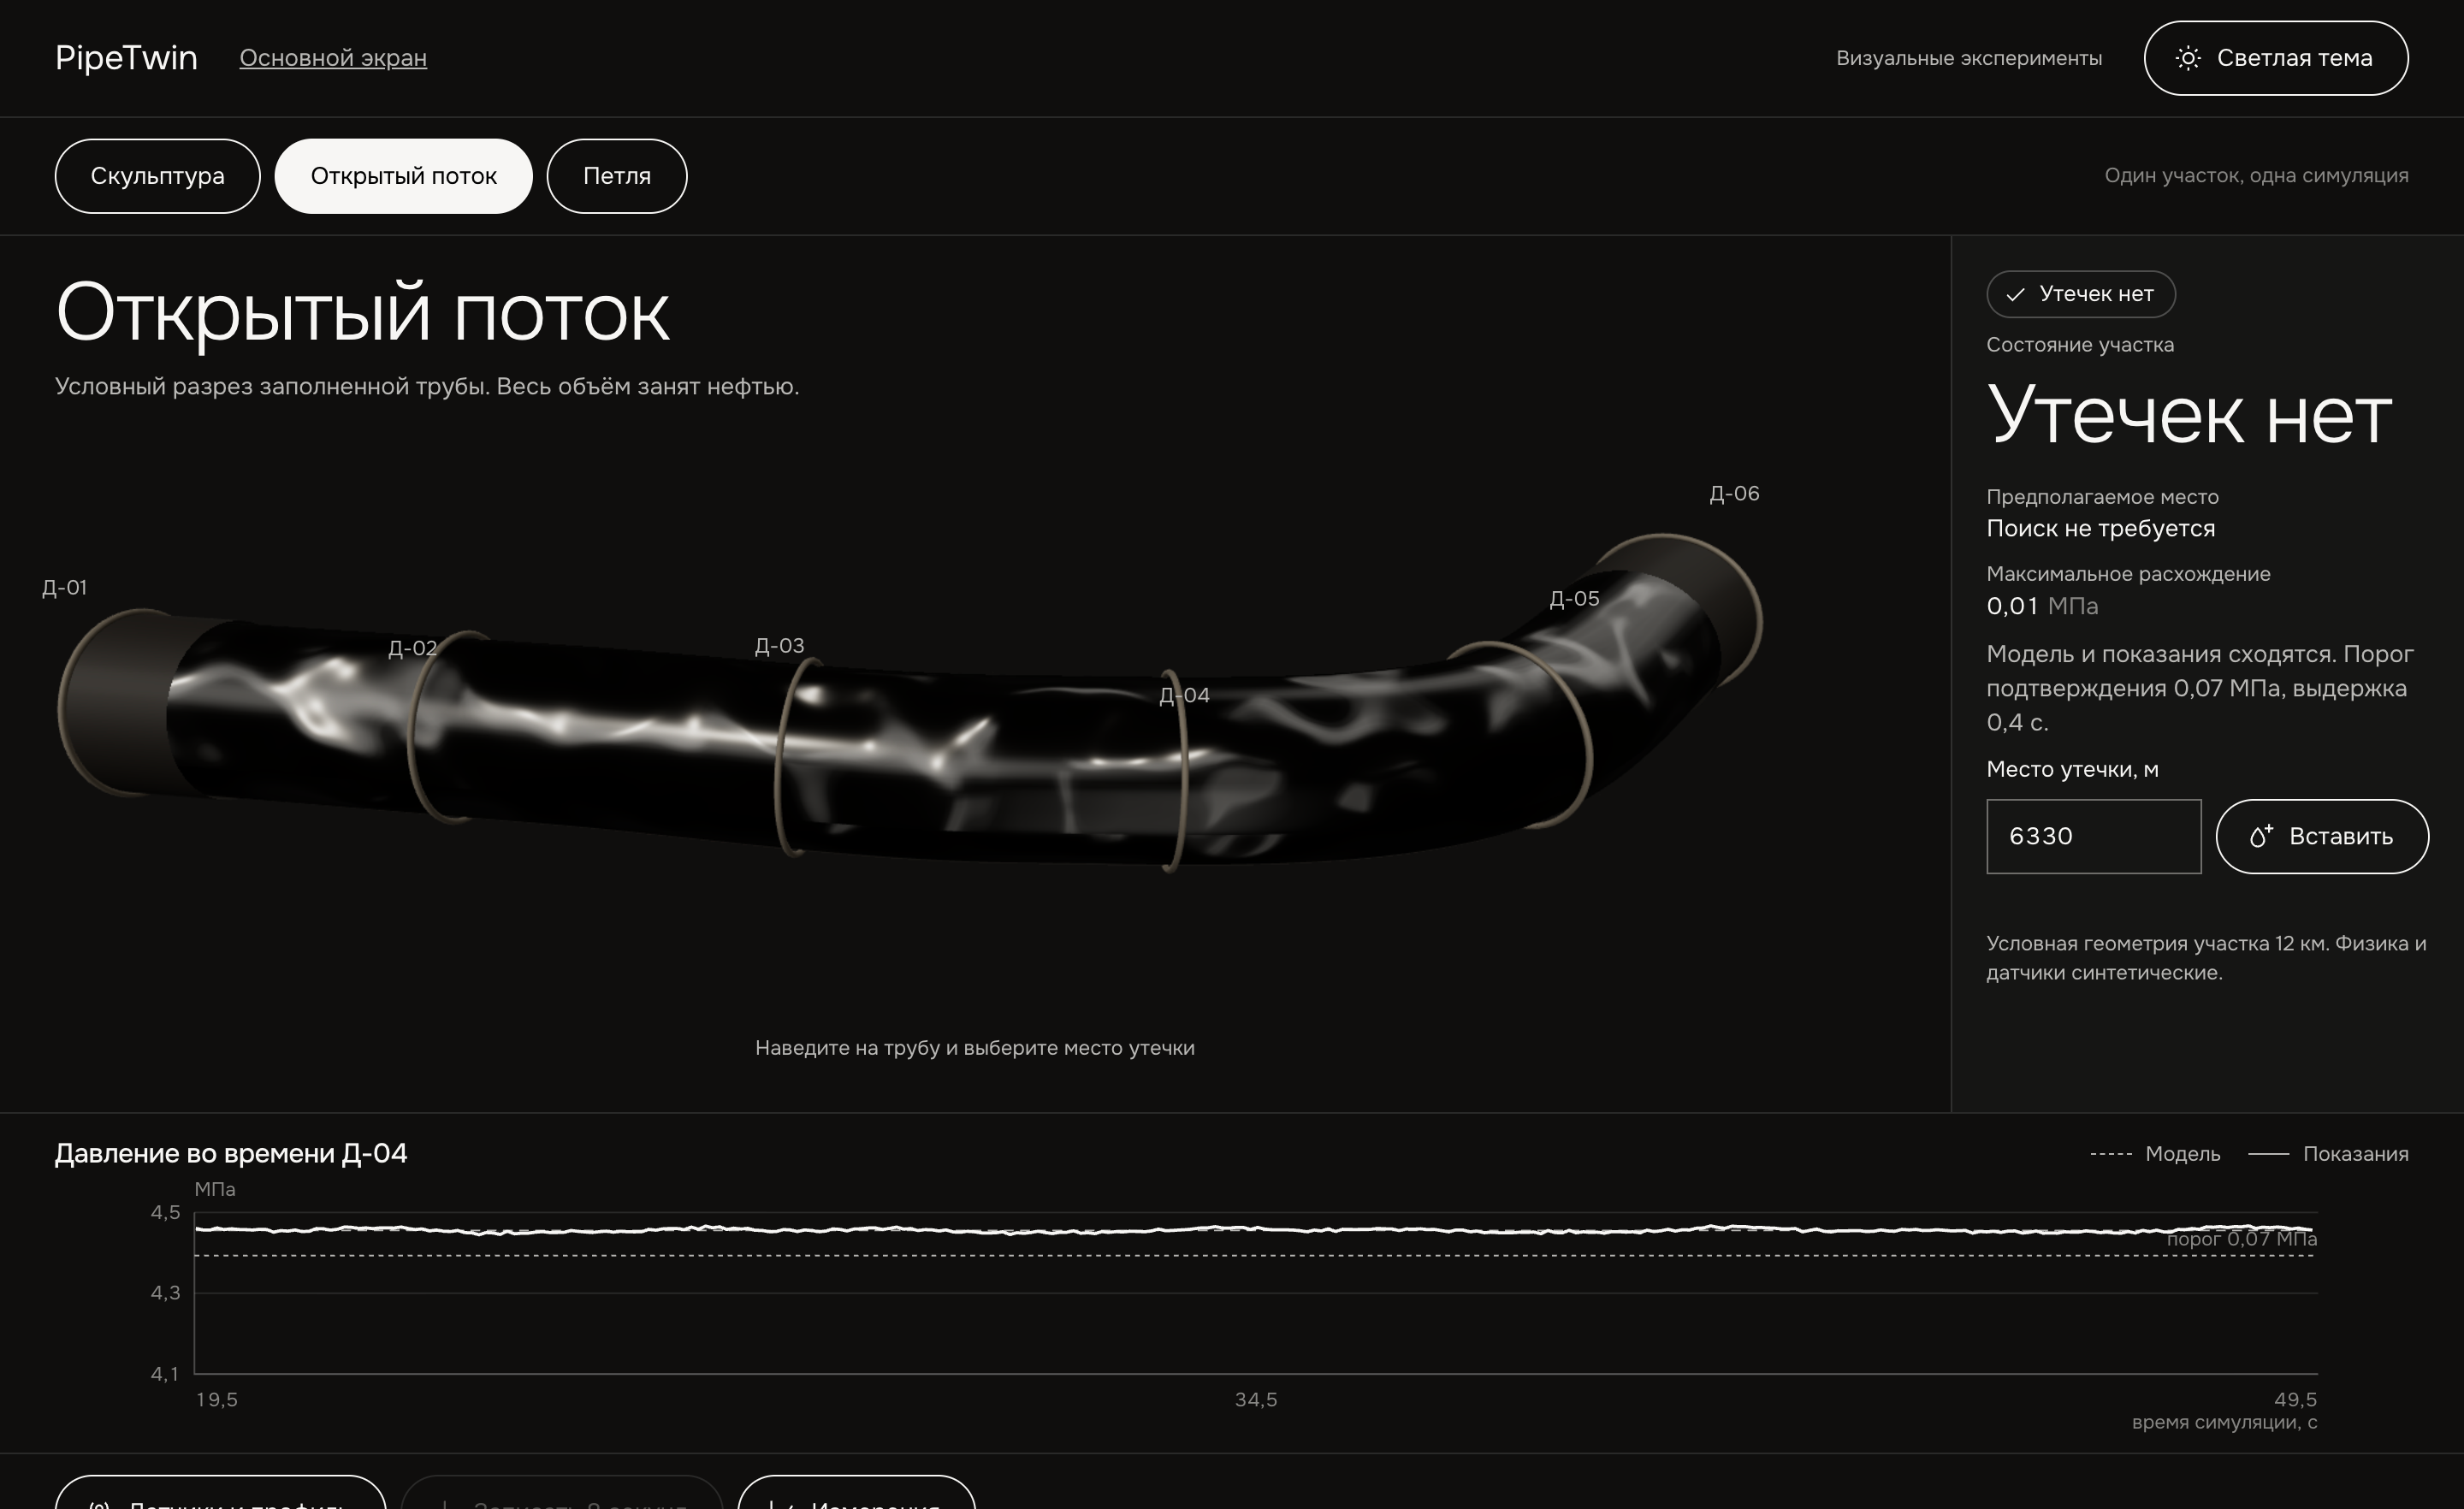 PipeTwin
Основной экран
Визуальные эксперименты
Светлая тема
Скульптура
Открытый поток
Петля
Один участок, одна симуляция
Открытый поток
Условный разрез заполненной трубы. Весь объём занят нефтью.
Д-01
Д-02
Д-03
Д-04
Д-05
Д-06
Наведите на трубу и выберите место утечки
Утечек нет
Состояние участка
Утечек нет
Предполагаемое место
Поиск не требуется
Максимальное расхождение
0,01 МПа
Модель и показания сходятся. Порог
подтверждения 0,07 МПа, выдержка
0,4 с.
Место утечки, м
6330
Вставить
Условная геометрия участка 12 км. Физика и
датчики синтетические.
Давление во времени Д-04
Модель
Показания
МПа
4,5
порог 0,07 МПа
4,3
4,1
19,5
34,5
49,5
время симуляции, с
Датчики и профиль
Измерения